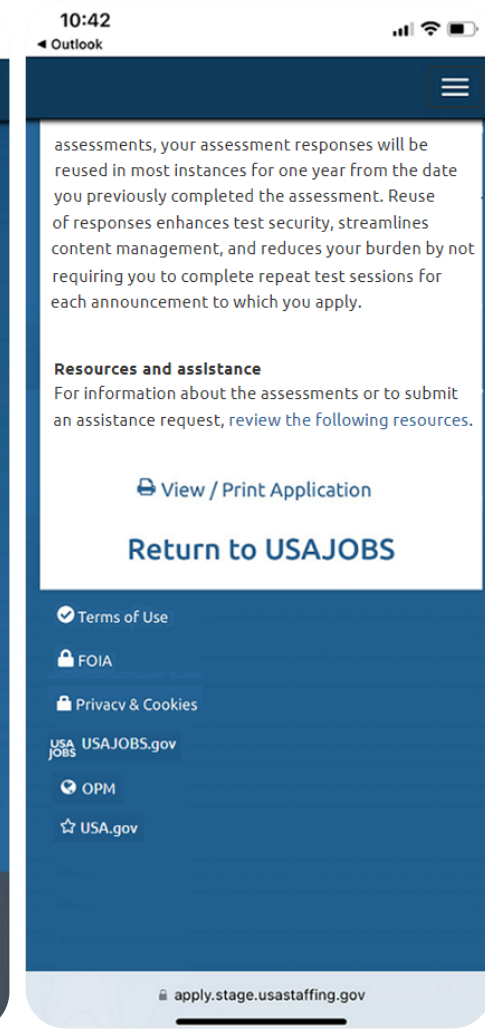 10:42
◀ Outlook
assessments, your assessment responses will be
reused in most instances for one year from the date
you previously completed the assessment. Reuse
of responses enhances test security, streamlines
content management, and reduces your burden by not
requiring you to complete repeat test sessions for
each announcement to which you apply.
Resources and assistance
For information about the assessments or to submit
an assistance request, review the following resources.
View / Print Application
Return to USAJOBS
Terms of Use
FOIA
Privacy & Cookies
USA
JOBS USAJOBS.gov
OPM
USA.gov
apply.stage.usastaffing.gov